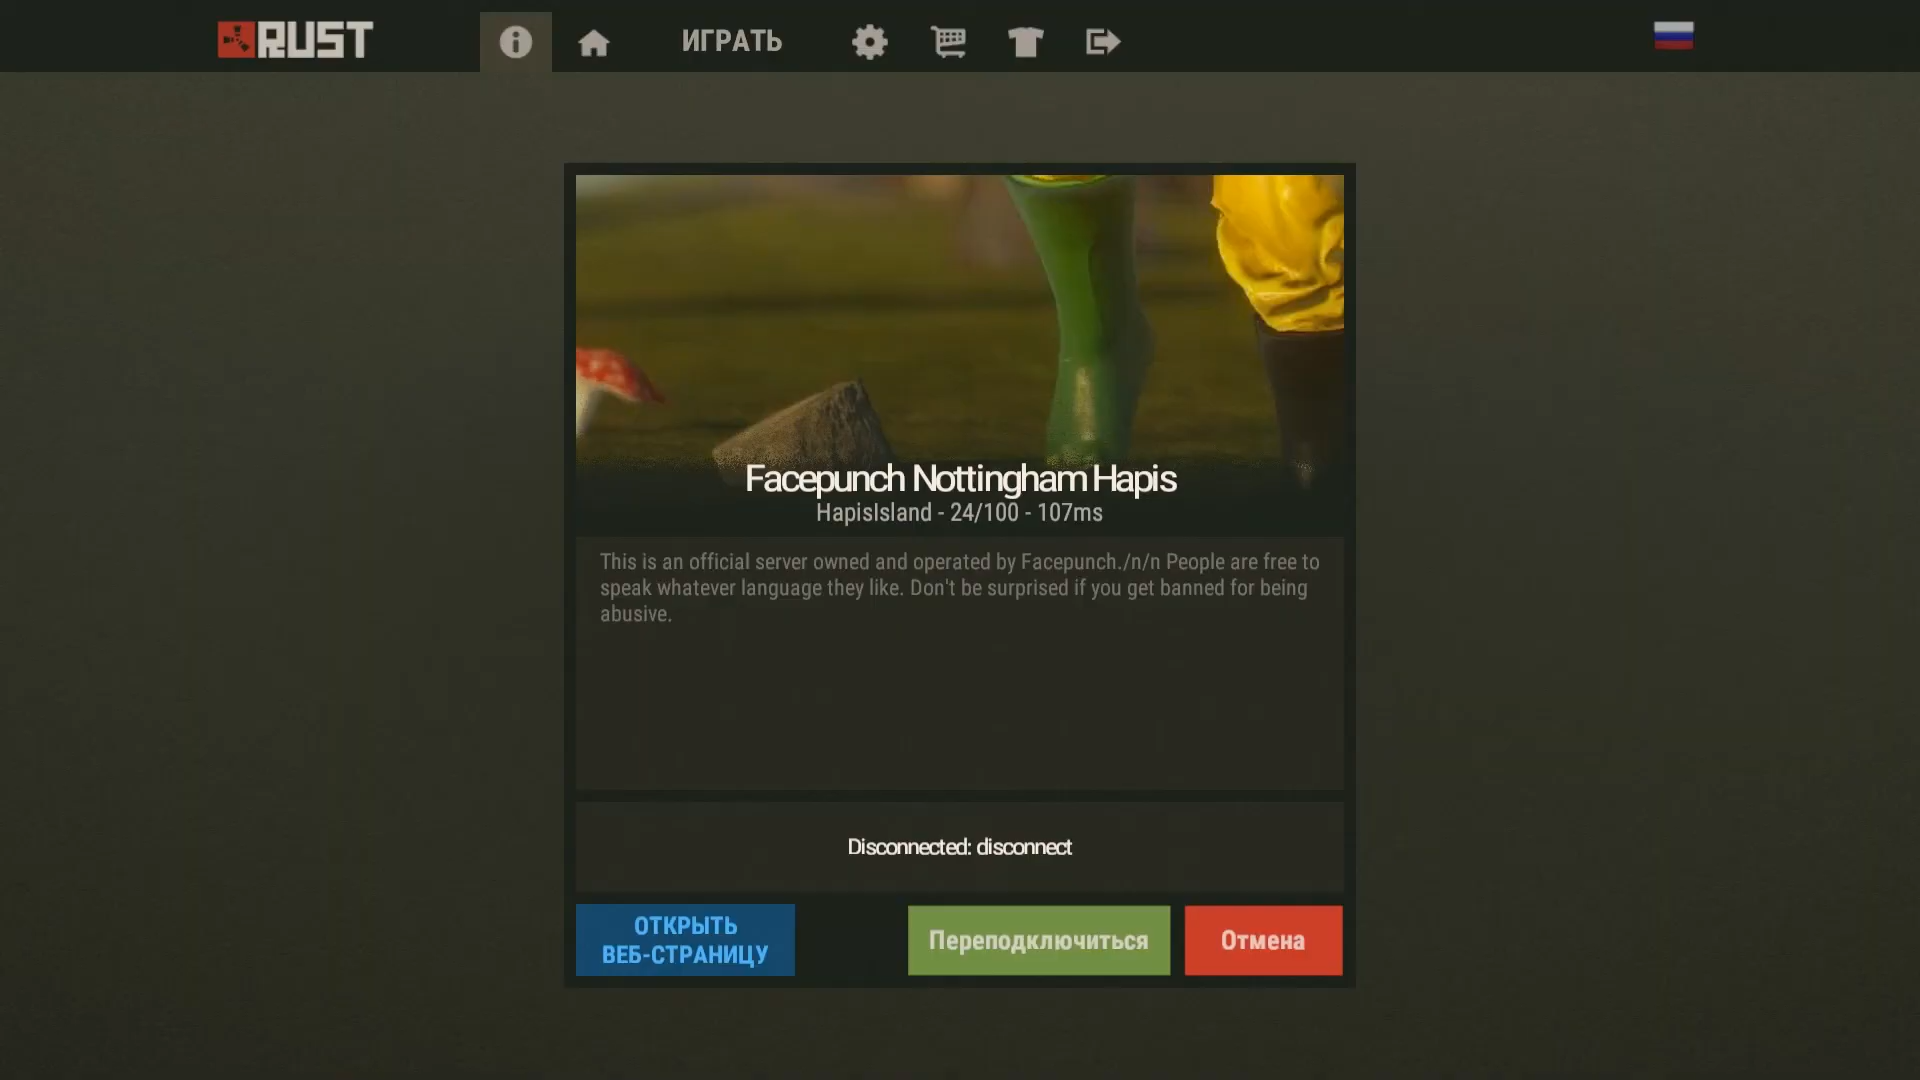 RUST
ИГРАТЬ
Facepunch Nottingham Hapis
HapisIsland - 24/100 - 107ms
This is an official server owned and operated by Facepunch./n/n People are free to
speak whatever language they like. Don't be surprised if you get banned for being
abusive.
Disconnected: disconnect
ОТКРЫТЬ
ВЕБ-СТРАНИЦУ
Переподключиться
Отмена